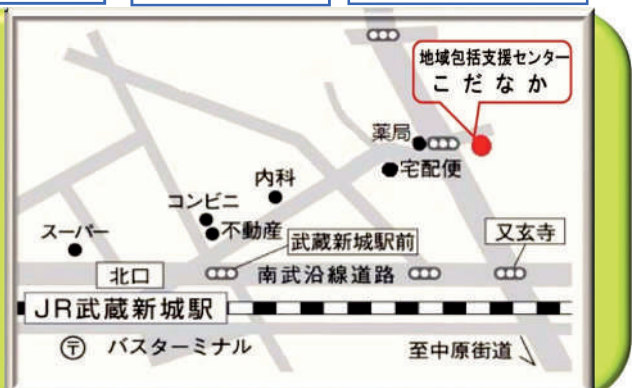 地域包括支援センター
こだなか
薬局
宅配便
内科
コンビニ
不動産
スーパー
武蔵新城駅前
又玄寺
北口
南武沿線道路
JR武蔵新城駅
〒
バスターミナル
至中原街道